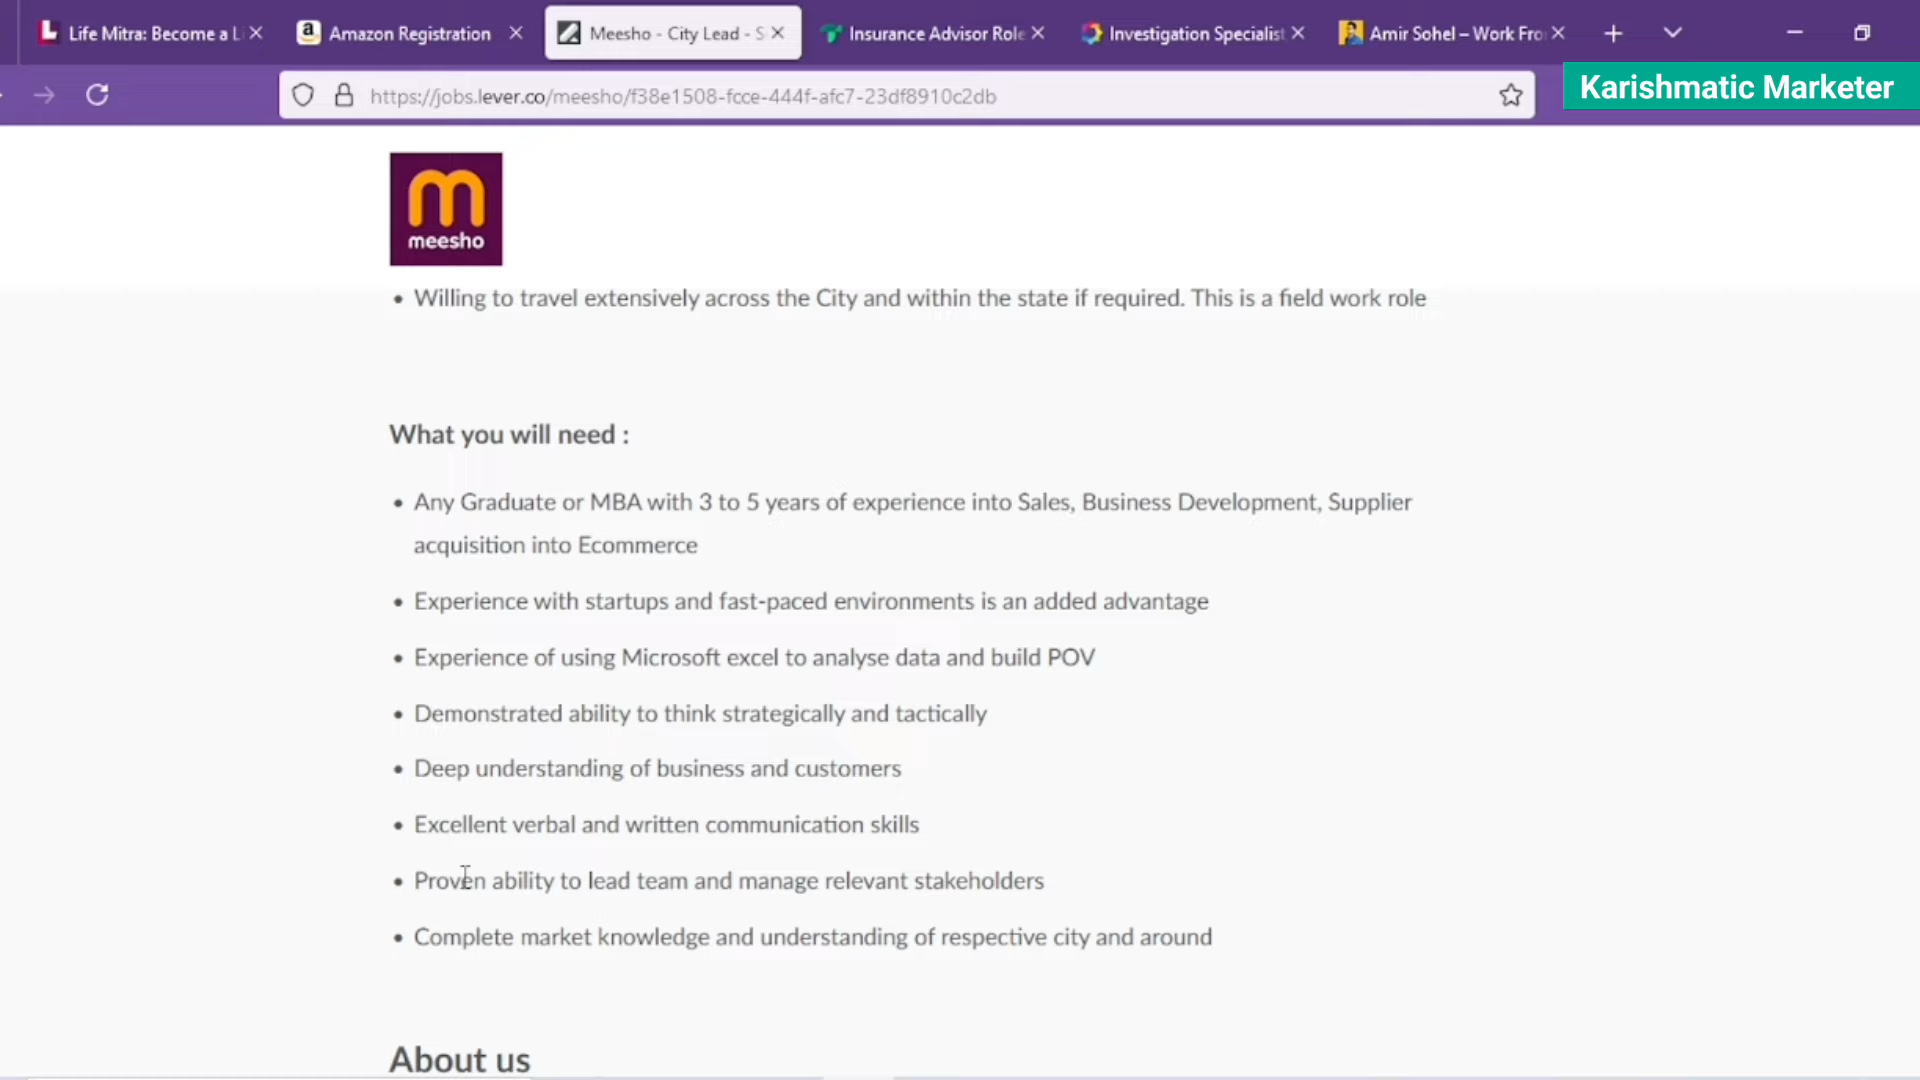 Life Mitra: Become a L
Amazon Registration
Meesho - City Lead - S
Insurance Advisor Role
Investigation Specialist
Amir Sohel – Work Fro
https://jobs.lever.co/meesho/f38e1508-fcce-444f-afc7-23df8910c2db
Karishmatic Marketer
meesho
• Willing to travel extensively across the City and within the state if required. This is a field work role
What you will need :
• Any Graduate or MBA with 3 to 5 years of experience into Sales, Business Development, Supplier
acquisition into Ecommerce
• Experience with startups and fast-paced environments is an added advantage
• Experience of using Microsoft excel to analyse data and build POV
• Demonstrated ability to think strategically and tactically
• Deep understanding of business and customers
• Excellent verbal and written communication skills
• Proven ability to lead team and manage relevant stakeholders
• Complete market knowledge and understanding of respective city and around
About us